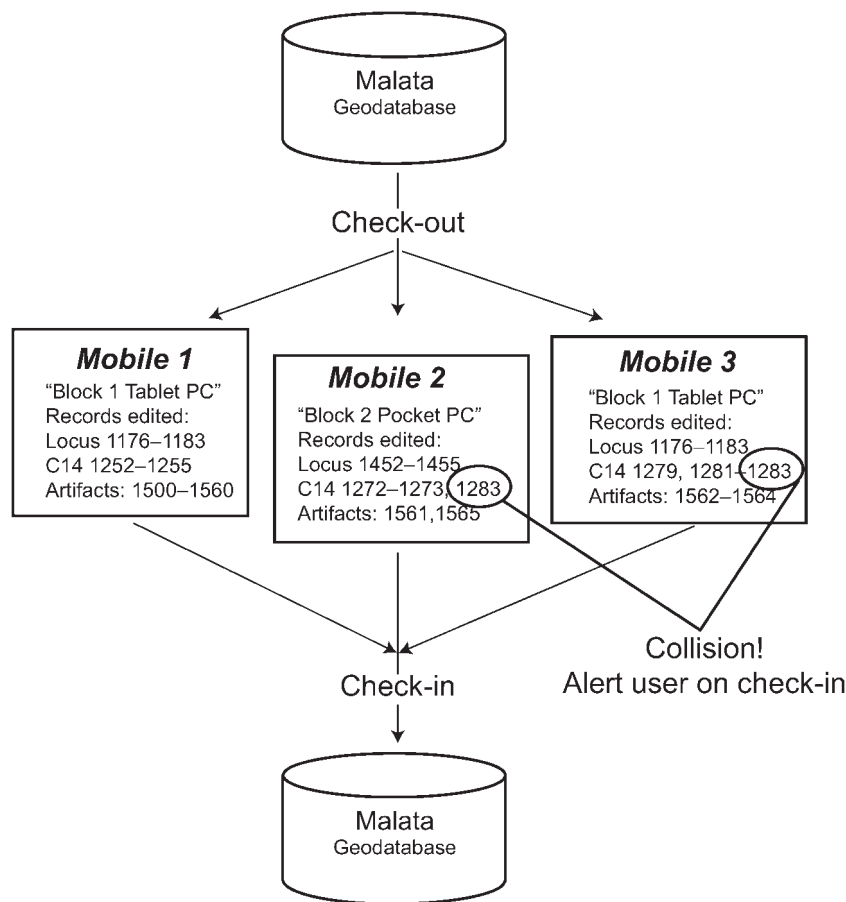 Malata
Geodatabase
Check-out
Mobile 1
“Block 1 Tablet PC”
Records edited:
Locus 1176–1183
C14 1252–1255
Artifacts: 1500–1560
Mobile 2
“Block 2 Pocket PC”
Records edited:
Locus 1452–1455
C14 1272–1273, 1283
Artifacts: 1561,1565
Mobile 3
“Block 1 Tablet PC”
Records edited:
Locus 1176–1183
C14 1279, 1281–1283
Artifacts: 1562–1564
Collision!
Alert user on check-in
Check-in
Malata
Geodatabase